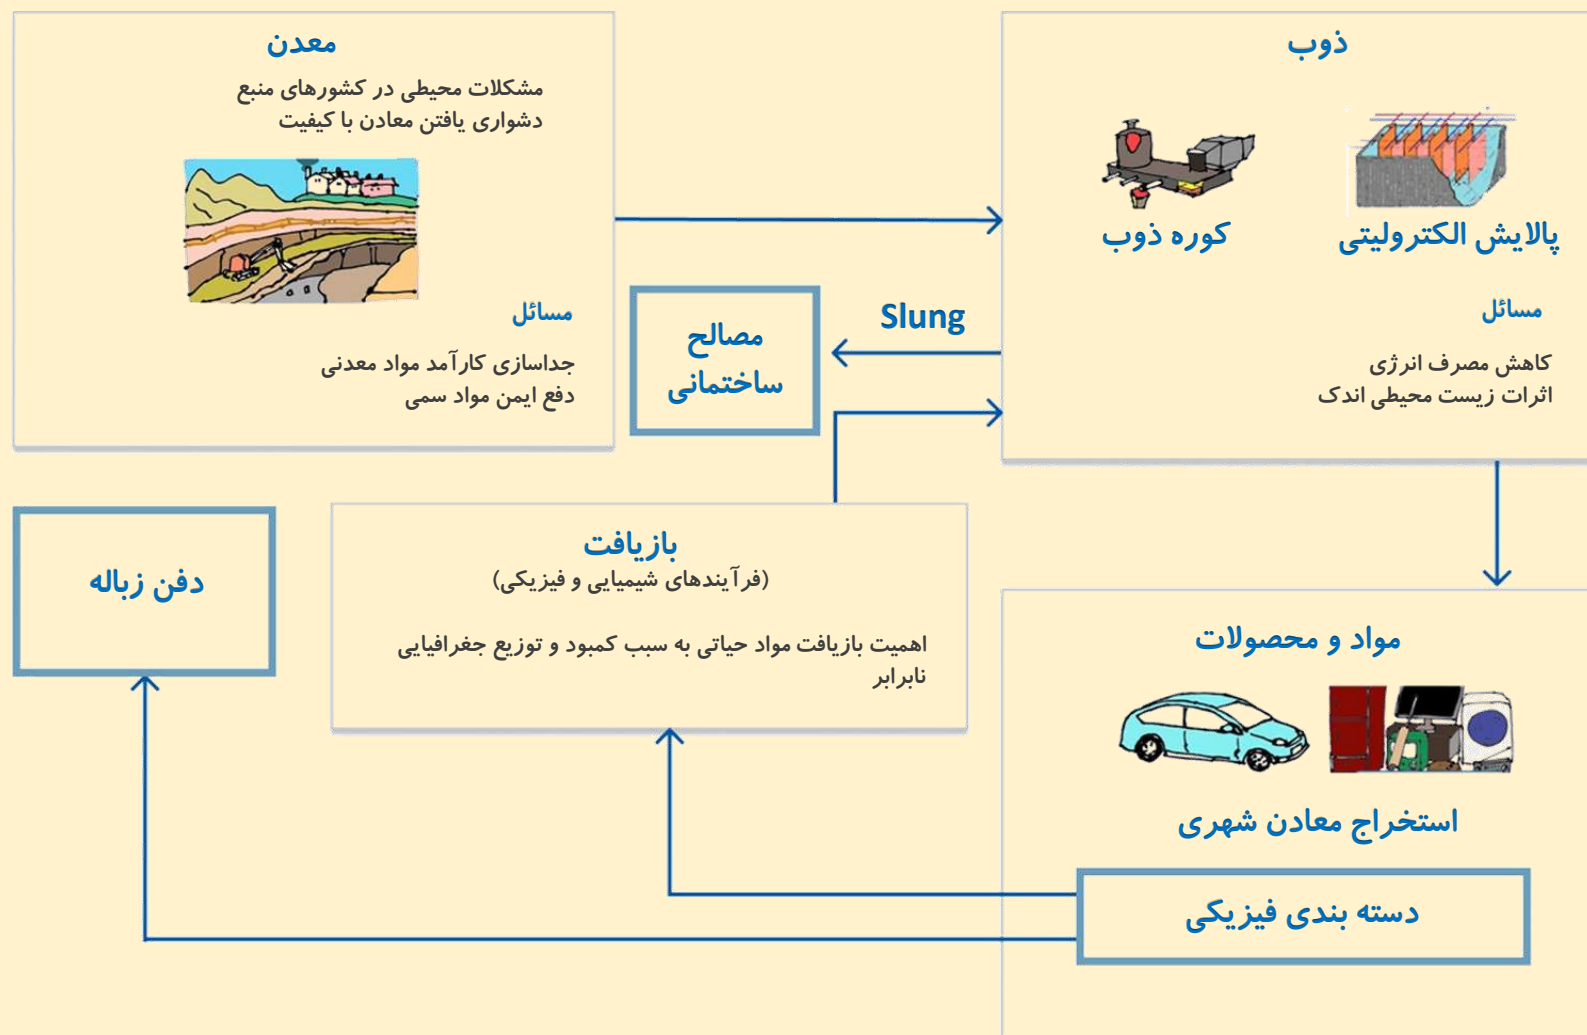 معدن
مشکلات محیطی در کشورهای منبع
دشواری یافتن معادن با کیفیت
مسائل
جداسازی کارآمد مواد معدنی
دفع ایمن مواد سمی
ذوب
کوره ذوب
پالایش الکترولیتی
مسائل
کاهش مصرف انرژی
اثرات زیست محیطی اندک
Slung
مصالح
ساختمانی
دفن زباله
بازیافت
(فرآیندهای شیمیایی و فیزیکی)
اهمیت بازیافت مواد حیاتی به سبب کمبود و توزیع جغرافیایی
نابرابر
مواد و محصولات
استخراج معادن شهری
دسته بندی فیزیکی